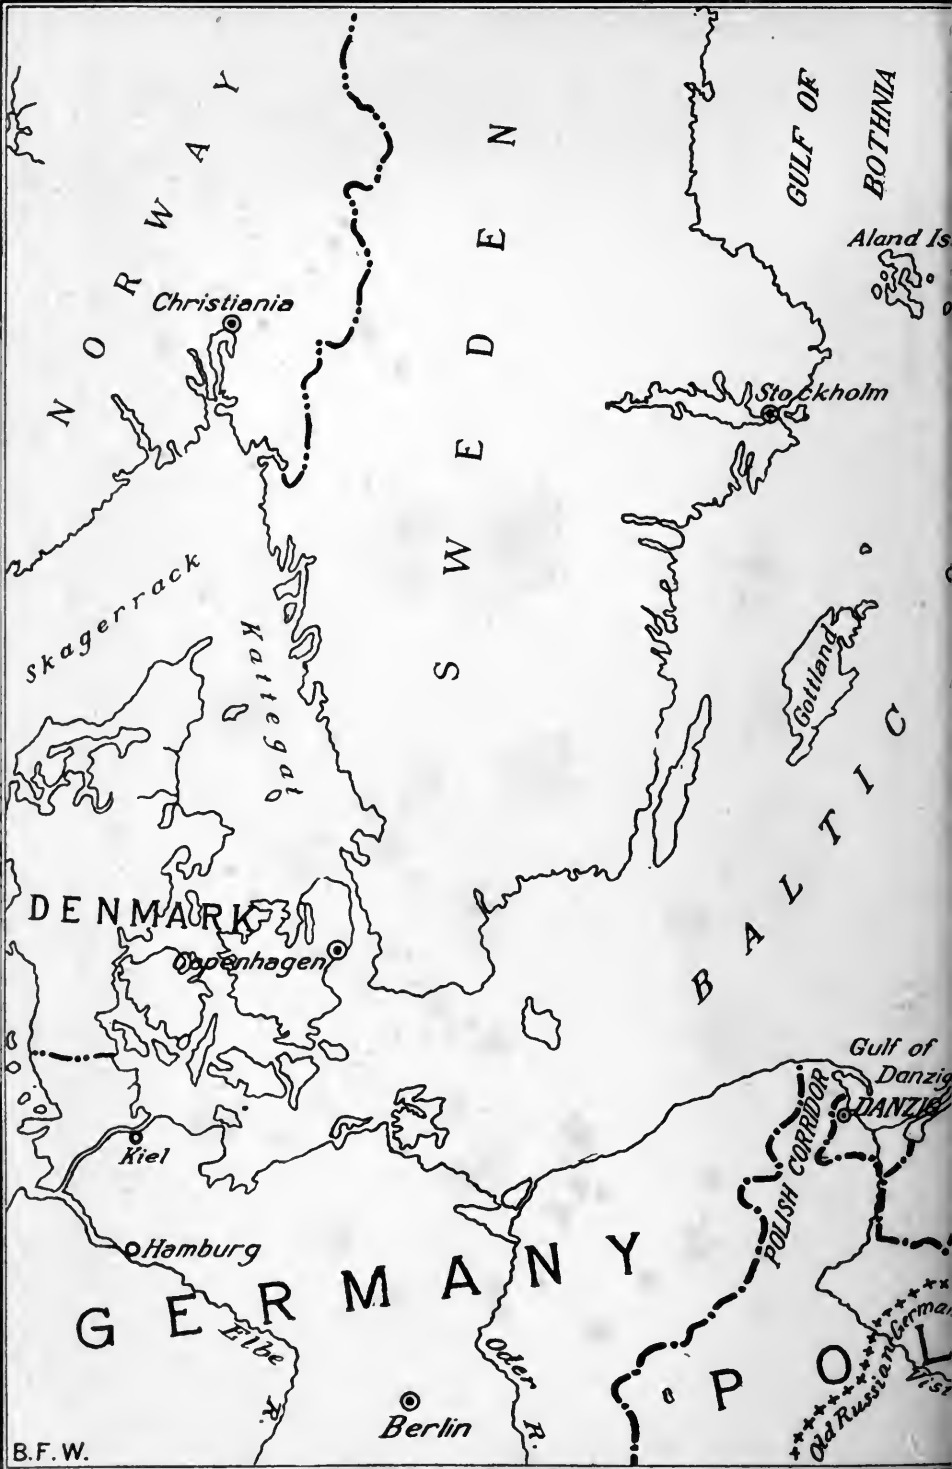 NORWAY
SWEDEN
GULF OF
BOTHNIA
Aland Is
Christiania
Stockholm
Skagerrack
Kattegat
Gottland
BALTIC
DENMARK
Copenhagen
Gulf of
Danzig
DANZIG
POLISH CORRIDOR
Kiel
Hamburg
GERMANY
Elbe R.
Oder R.
Berlin
POL
Old Russian German
Vis
B.F.W.